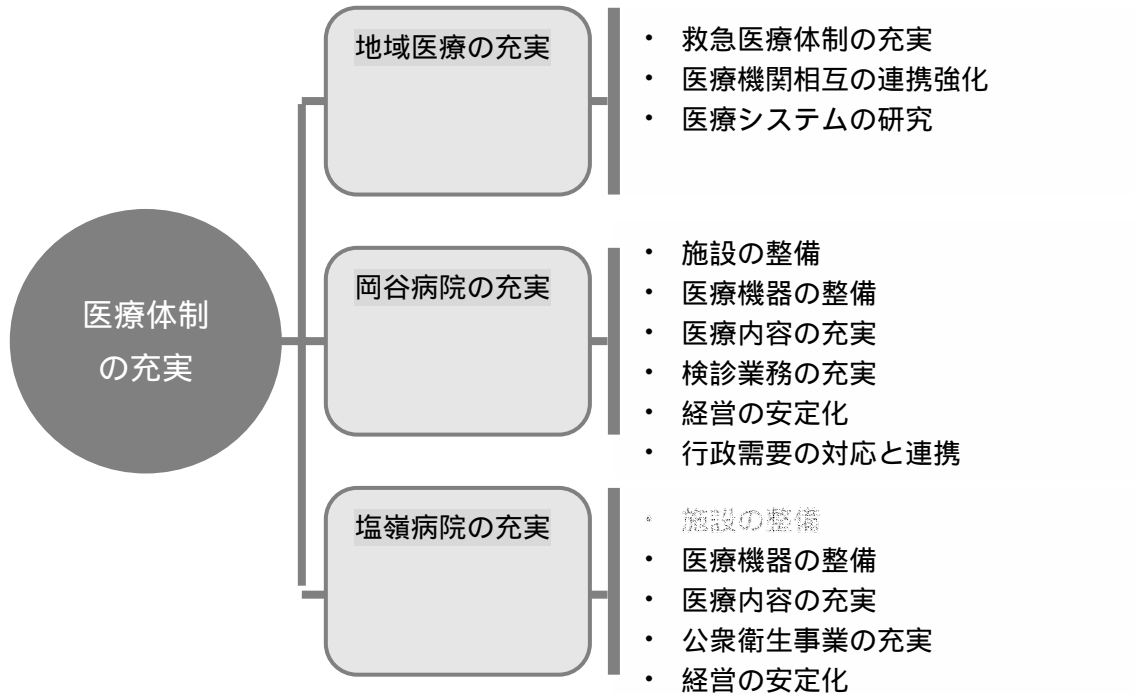 医療体制
の充実
地域医療の充実
・ 救急医療体制の充実
・ 医療機関相互の連携強化
・ 医療システムの研究
岡谷病院の充実
・ 施設の整備
・ 医療機器の整備
・ 医療内容の充実
・ 検診業務の充実
・ 経営の安定化
・ 行政需要の対応と連携
塩嶺病院の充実
・ 施設の整備
・ 医療機器の整備
・ 医療内容の充実
・ 公衆衛生事業の充実
・ 経営の安定化